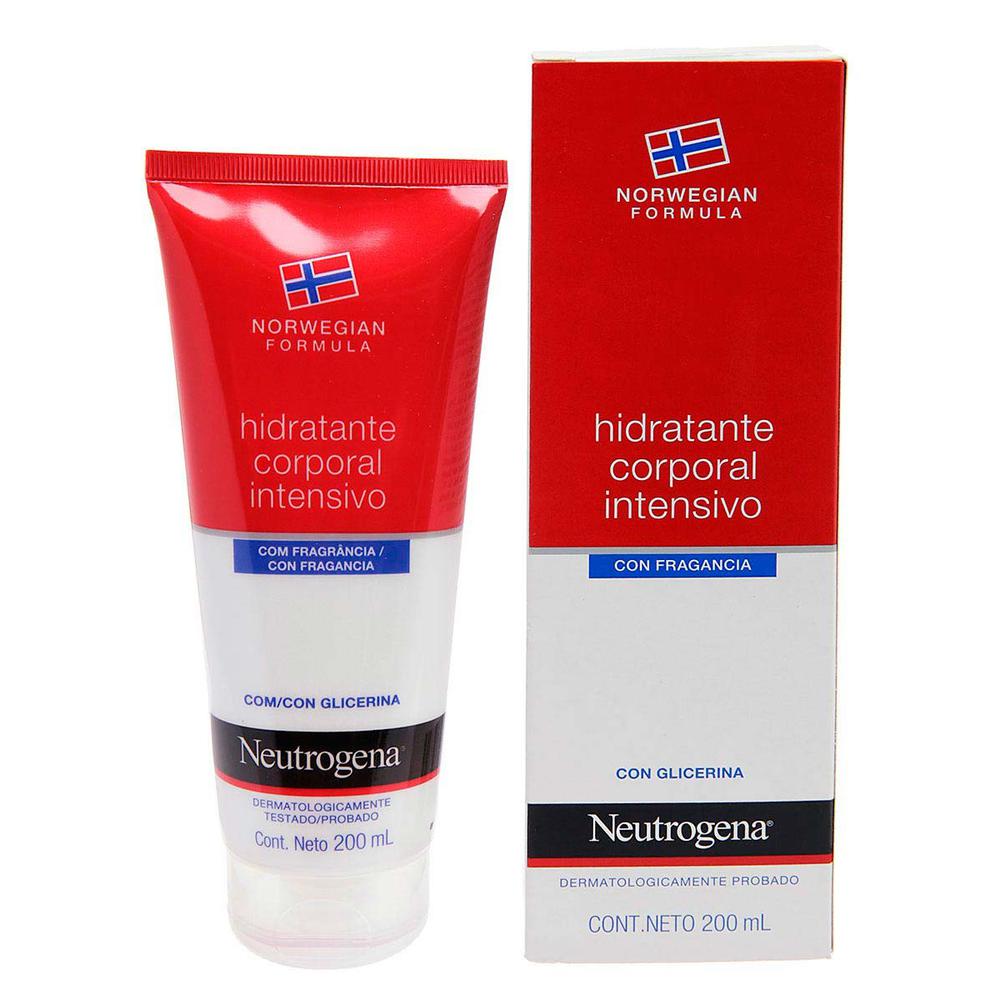 NORWEGIAN
FORMULA
hidratante
corporal
intensivo
COM FRAGRÂNCIA /
CON FRAGANCIA
COM/CON GLICERINA
Neutrogena®
DERMATOLOGICAMENTE
TESTADO/PROBADO
Cont. Neto 200 mL
NORWEGIAN
FORMULA
hidratante
corporal
intensivo
CON FRAGANCIA
CON GLICERINA
Neutrogena®
DERMATOLOGICAMENTE PROBADO
CONT.NETO 200 mL